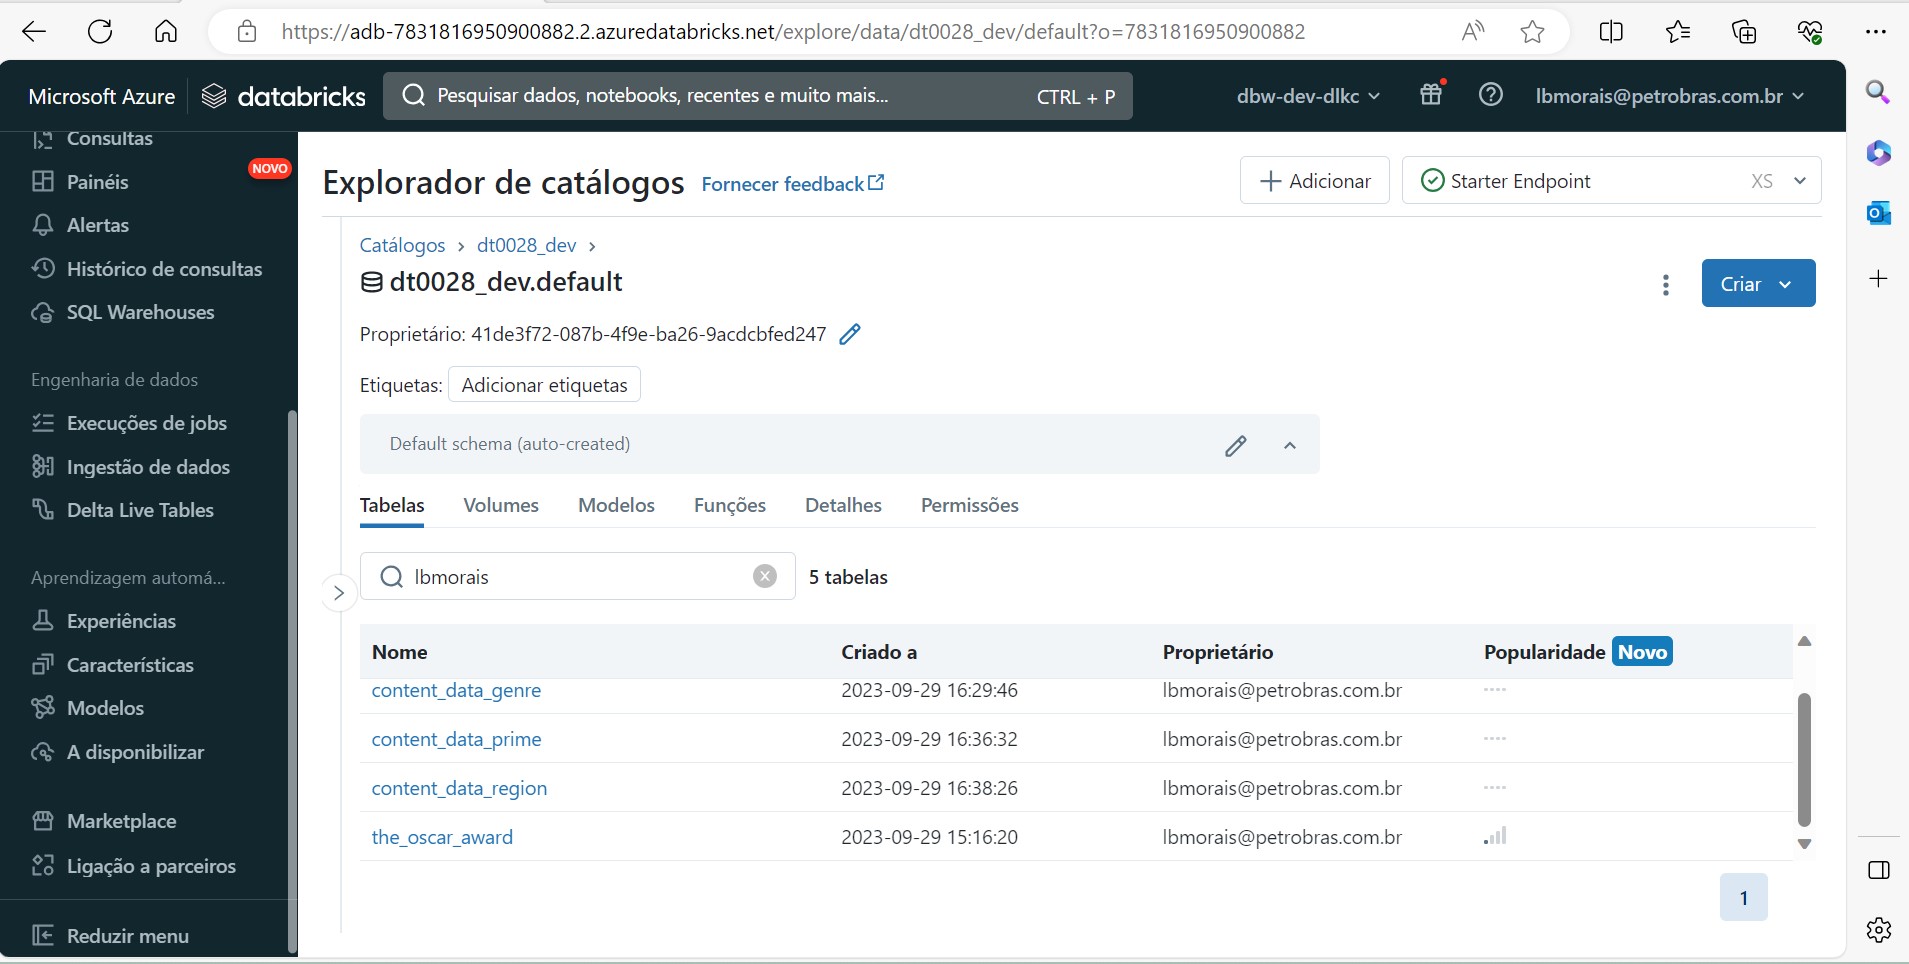 https://adb-7831816950900882.2.azuredatabricks.net/explore/data/dt0028_dev/default?o=7831816950900882
Microsoft Azure databricks Pesquisar dados, notebooks, recentes e muito mais... CTRL + P dbw-dev-dlkc lbmorais@petrobras.com.br
Consultas
Painéis NOVO
Alertas
Histórico de consultas
SQL Warehouses
Engenharia de dados
Execuções de jobs
Ingestão de dados
Delta Live Tables
Aprendizagem automá...
Experiências
Características
Modelos
A disponibilizar
Marketplace
Ligação a parceiros
Reduzir menu
Explorador de catálogos Fornecer feedback Adicionar Starter Endpoint XS
Catálogos > dt0028_dev >
dt0028_dev.default Criar
Proprietário: 41de3f72-087b-4f9e-ba26-9acdcbfed247
Etiquetas: Adicionar etiquetas
Default schema (auto-created)
Tabelas Volumes Modelos Funções Detalhes Permissões
lbmorais 5 tabelas
Nome Criado a Proprietário Popularidade Novo
content_data_genre 2023-09-29 16:29:46 lbmorais@petrobras.com.br
content_data_prime 2023-09-29 16:36:32 lbmorais@petrobras.com.br
content_data_region 2023-09-29 16:38:26 lbmorais@petrobras.com.br
the_oscar_award 2023-09-29 15:16:20 lbmorais@petrobras.com.br
1